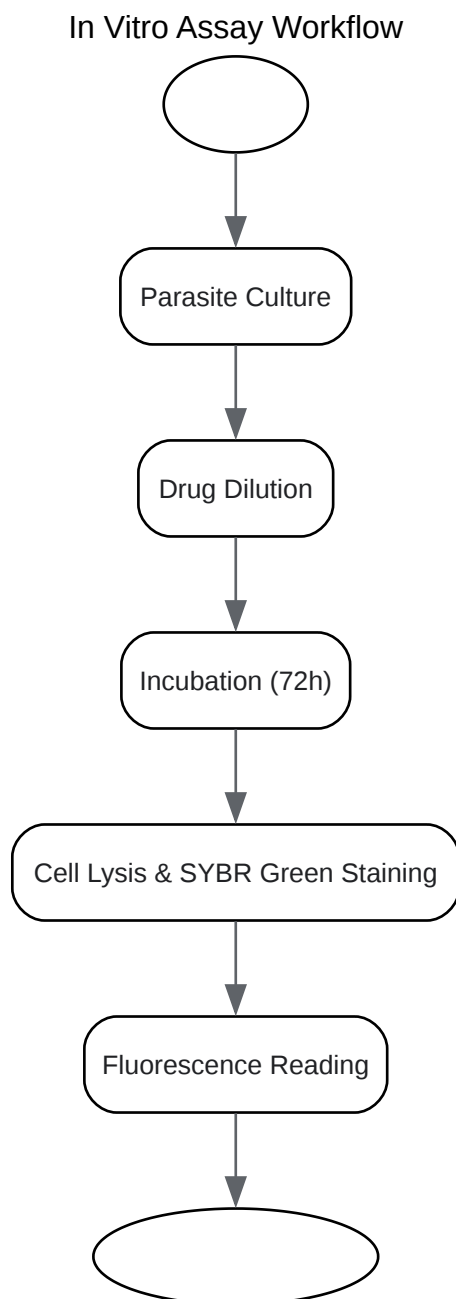 In Vitro Assay Workflow
Parasite Culture
Drug Dilution
Incubation (72h)
Cell Lysis & SYBR Green Staining
Fluorescence Reading